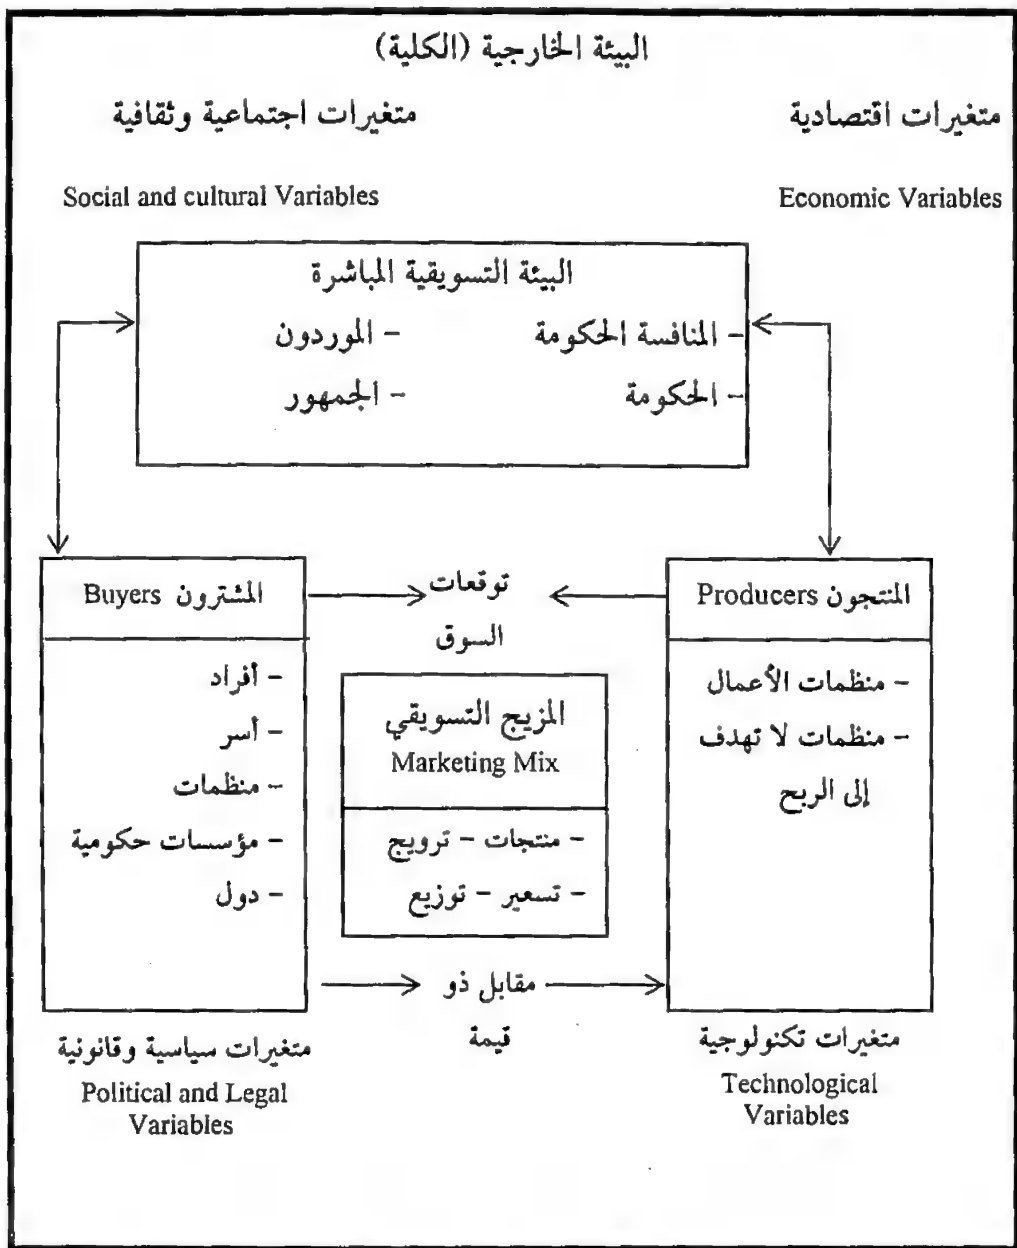 البيئة الخارجية (الكلية)
متغيرات اقتصادية
متغيرات اجتماعية وثقافية
Economic Variables
Social and cultural Variables
البيئة التسويقية المباشرة
- المنافسة الحكومة
- الموردون
- الحكومة
- الجمهور
المنتجون Producers
- منظمات الأعمال
- منظمات لا تهدف
إلى الربح
توقعات
السوق
المزيج التسويقي
Marketing Mix
- منتجات - ترويج
- تسعير - توزيع
مقابل ذو
قيمة
المشترون Buyers
- أفراد
- أسر
- منظمات
- مؤسسات حكومية
- دول
متغيرات تكنولوجية
Technological
Variables
متغيرات سياسية وقانونية
Political and Legal
Variables